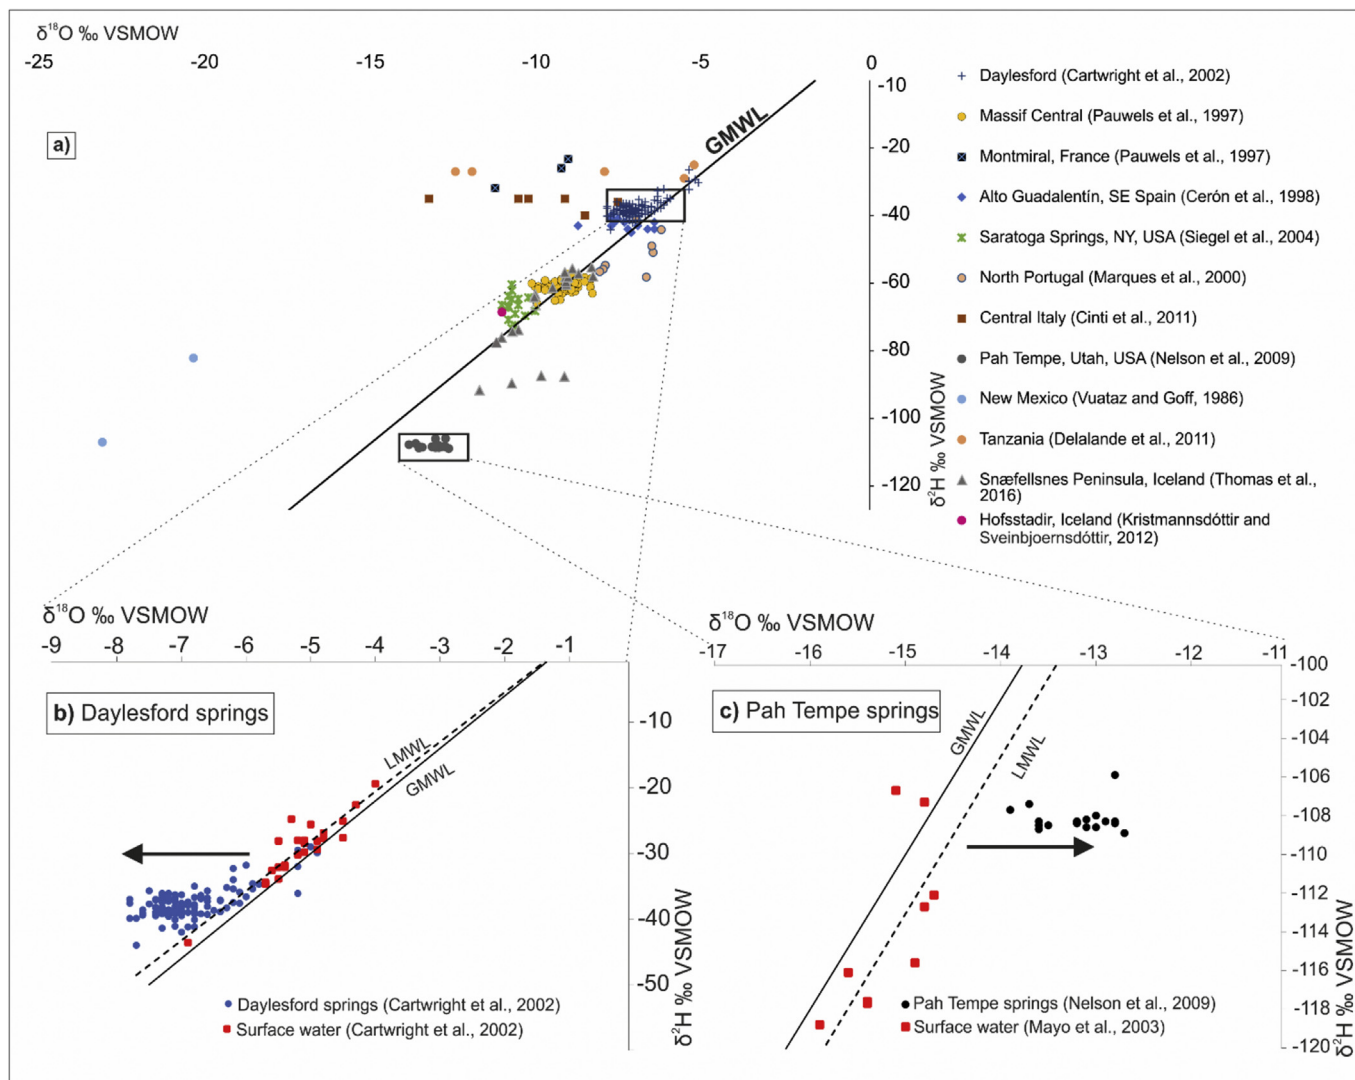 δ¹⁸O ‰ VSMOW
-25 -20 -15 -10 -5 0
-10
a)
GMWL
-20
-40
-60
-80
-100
-120
δ²H ‰ VSMOW
Daylesford (Cartwright et al., 2002)
Massif Central (Pauwels et al., 1997)
Montmiral, France (Pauwels et al., 1997)
Alto Guadalentín, SE Spain (Cerón et al., 1998)
Saratoga Springs, NY, USA (Siegel et al., 2004)
North Portugal (Marques et al., 2000)
Central Italy (Cinti et al., 2011)
Pah Tempe, Utah, USA (Nelson et al., 2009)
New Mexico (Vuataz and Goff, 1986)
Tanzania (Delalande et al., 2011)
Snæfellsnes Peninsula, Iceland (Thomas et al.,
2016)
Hofsstadir, Iceland (Kristmannsdóttir and
Sveinbjoernsdóttir, 2012)
δ¹⁸O ‰ VSMOW
-9 -8 -7 -6 -5 -4 -3 -2 -1
b) Daylesford springs
LMWL
GMWL
-10
-20
-30
-40
-50
δ²H ‰ VSMOW
Daylesford springs (Cartwright et al., 2002)
Surface water (Cartwright et al., 2002)
δ¹⁸O ‰ VSMOW
-17 -16 -15 -14 -13 -12 -11
c) Pah Tempe springs
GMWL
LMWL
-100
-102
-104
-106
-108
-110
-112
-114
-116
-118
-120
δ²H ‰ VSMOW
Pah Tempe springs (Nelson et al., 2009)
Surface water (Mayo et al., 2003)